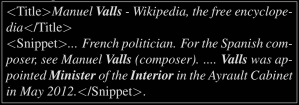 <Title>Manuel Valls - Wikipedia, the free encyclope-
dia</Title>
<Snippet>... French politician. For the Spanish com-
poser, see Manuel Valls (composer). .... Valls was ap-
pointed Minister of the Interior in the Ayrault Cabinet
in May 2012.</Snippet>.